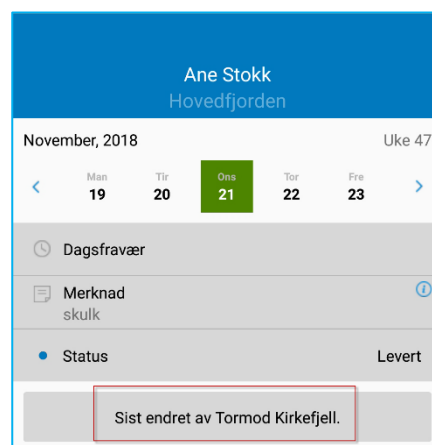 Ane Stokk
Hovedfjorden
November, 2018 Uke 47
Man Tir Ons Tor Fre
19 20 21 22 23
Dagsfravær
Merknad
skulk
Status Levert
Sist endret av Tormod Kirkefjell.